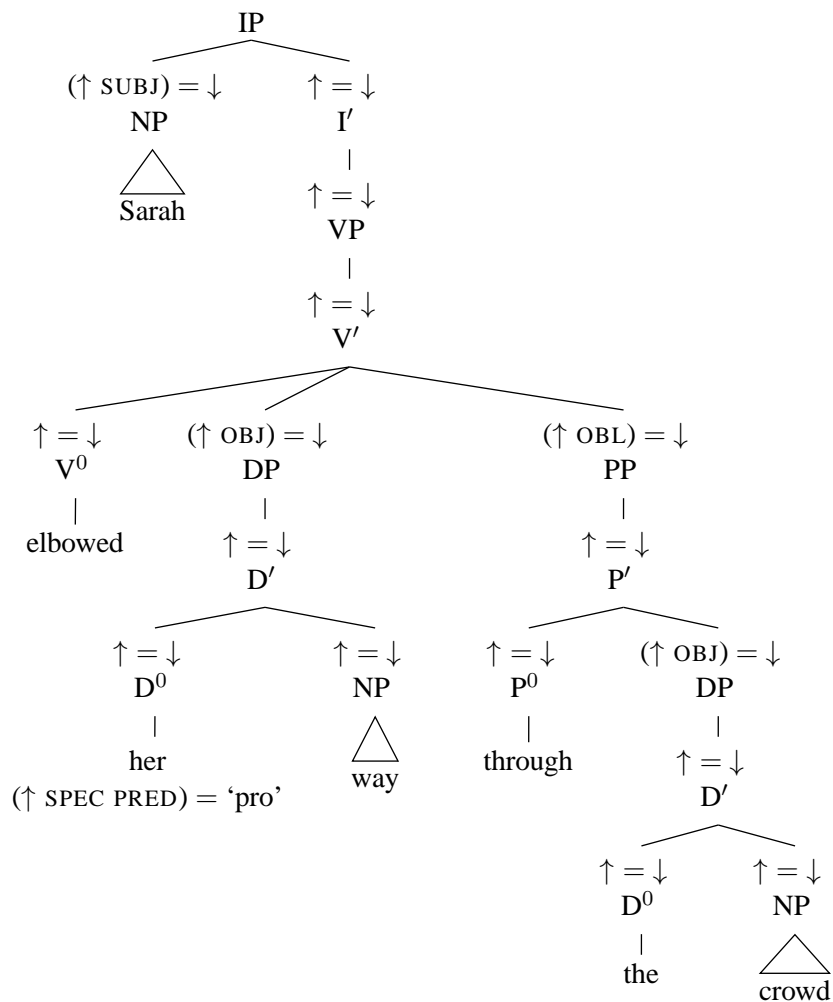 IP
(↑ SUBJ) = ↓ ↑ = ↓
NP I′
Sarah ↑ = ↓
VP
↑ = ↓
V′
↑ = ↓ (↑ OBJ) = ↓ (↑ OBL) = ↓
V⁰ DP PP
elbowed ↑ = ↓ ↑ = ↓
D′ P′
↑ = ↓ ↑ = ↓ ↑ = ↓ (↑ OBJ) = ↓
D⁰ NP P⁰ DP
her way through ↑ = ↓
(↑ SPEC PRED) = ‘pro’ D′
↑ = ↓ ↑ = ↓
D⁰ NP
the crowd